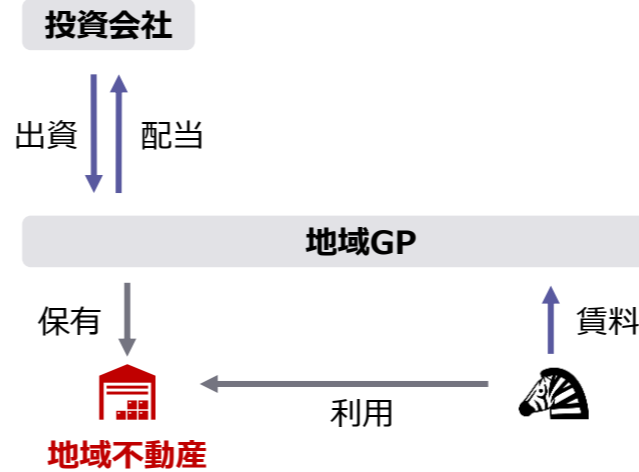 投資会社
出資
配当
地域GP
保有
賃料
利用
地域不動産